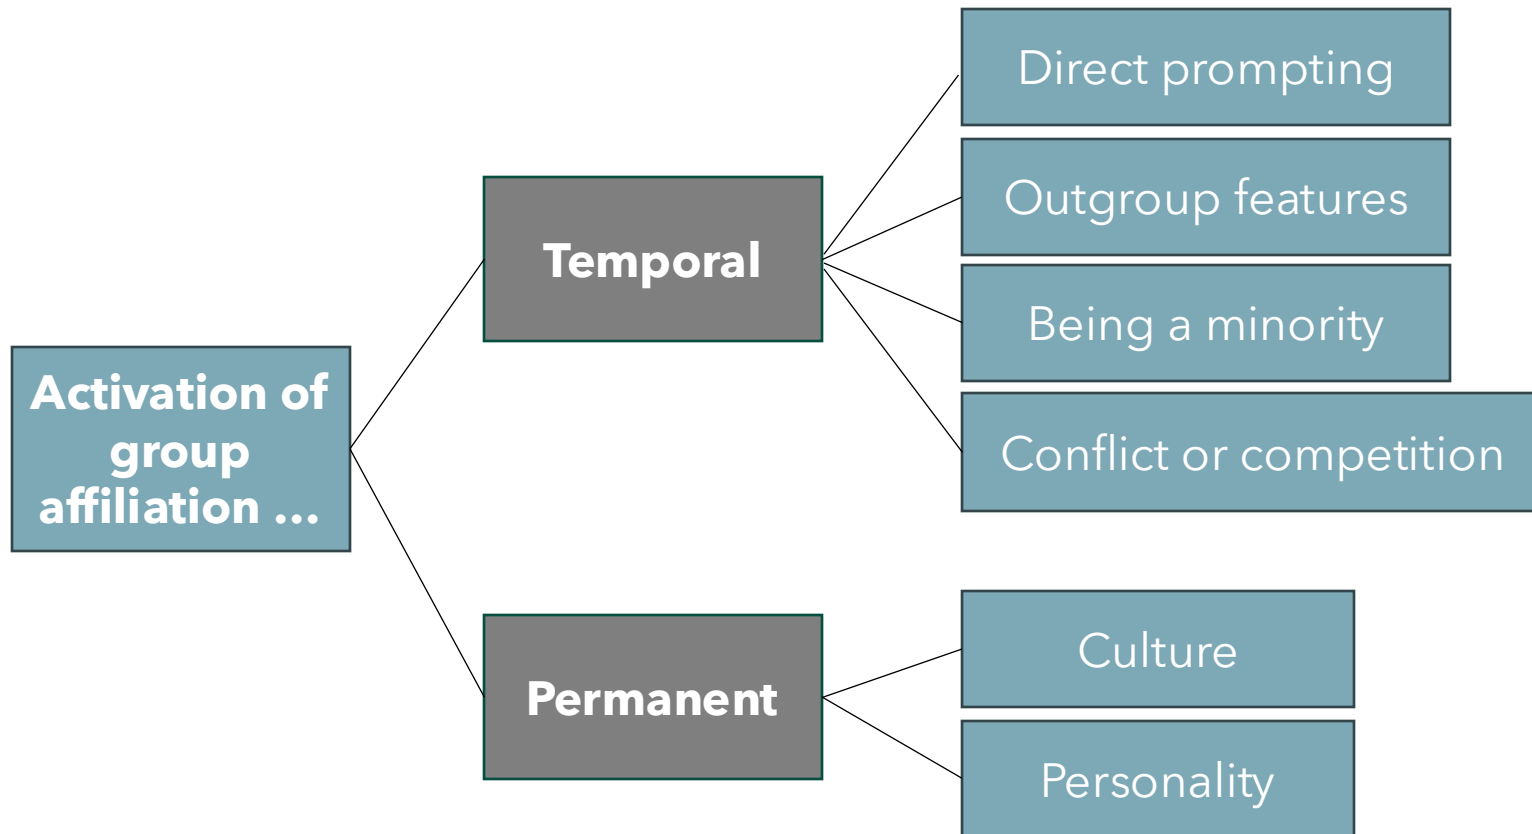 Direct prompting
Outgroup features
Temporal
Being a minority
Activation of
group
affiliation ...
Conflict or competition
Culture
Permanent
Personality